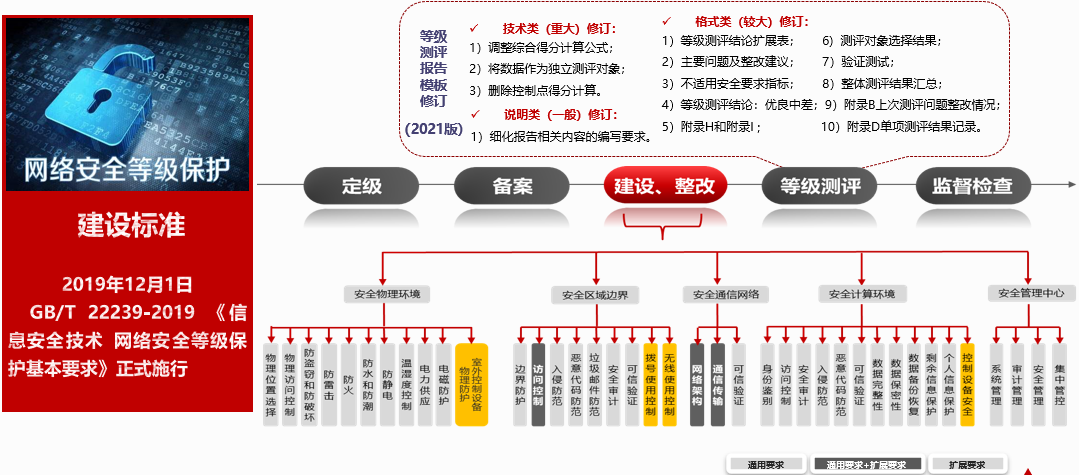 网络安全等级保护
建设标准
2019年12月1日
GB/T 22239-2019 《信
息安全技术 网络安全等级保
护基本要求》正式施行
等级
测评
报告
模板
修订
(2021版)
✓ 技术类（重大）修订：
1）调整综合得分计算公式；
2）将数据作为独立测评对象；
3）删除控制点得分计算。
✓ 说明类（一般）修订：
1）细化报告相关内容的编写要求。
✓ 格式类（较大）修订：
1）等级测评结论扩展表；
2）主要问题及整改建议；
3）不适用安全要求指标；
4）等级测评结论：优良中差；
5）附录H和附录I；
6）测评对象选择结果；
7）验证测试；
8）整体测评结果汇总；
9）附录B上次测评问题整改情况；
10）附录D单项测评结果记录。
定级
备案
建设、整改
等级测评
监督检查
安全物理环境
物理位置选择
物理访问控制
防盗窃和防破坏
防雷击
防火
防水和防潮
防静电
温湿度控制
电力供应
电磁防护
室外控制设备
物理防护
安全区域边界
边界防护
访问控制
入侵防范
恶意代码防范
垃圾邮件防范
安全审计
可信验证
拨号使用控制
无线使用控制
安全通信网络
网络架构
通信传输
可信验证
安全计算环境
身份鉴别
访问控制
安全审计
入侵防范
恶意代码防范
可信验证
数据完整性
数据保密性
数据备份恢复
剩余信息保护
个人信息保护
控制设备安全
安全管理中心
系统管理
审计管理
安全管理
集中管控
通用要求
通用要求+扩展要求
扩展要求